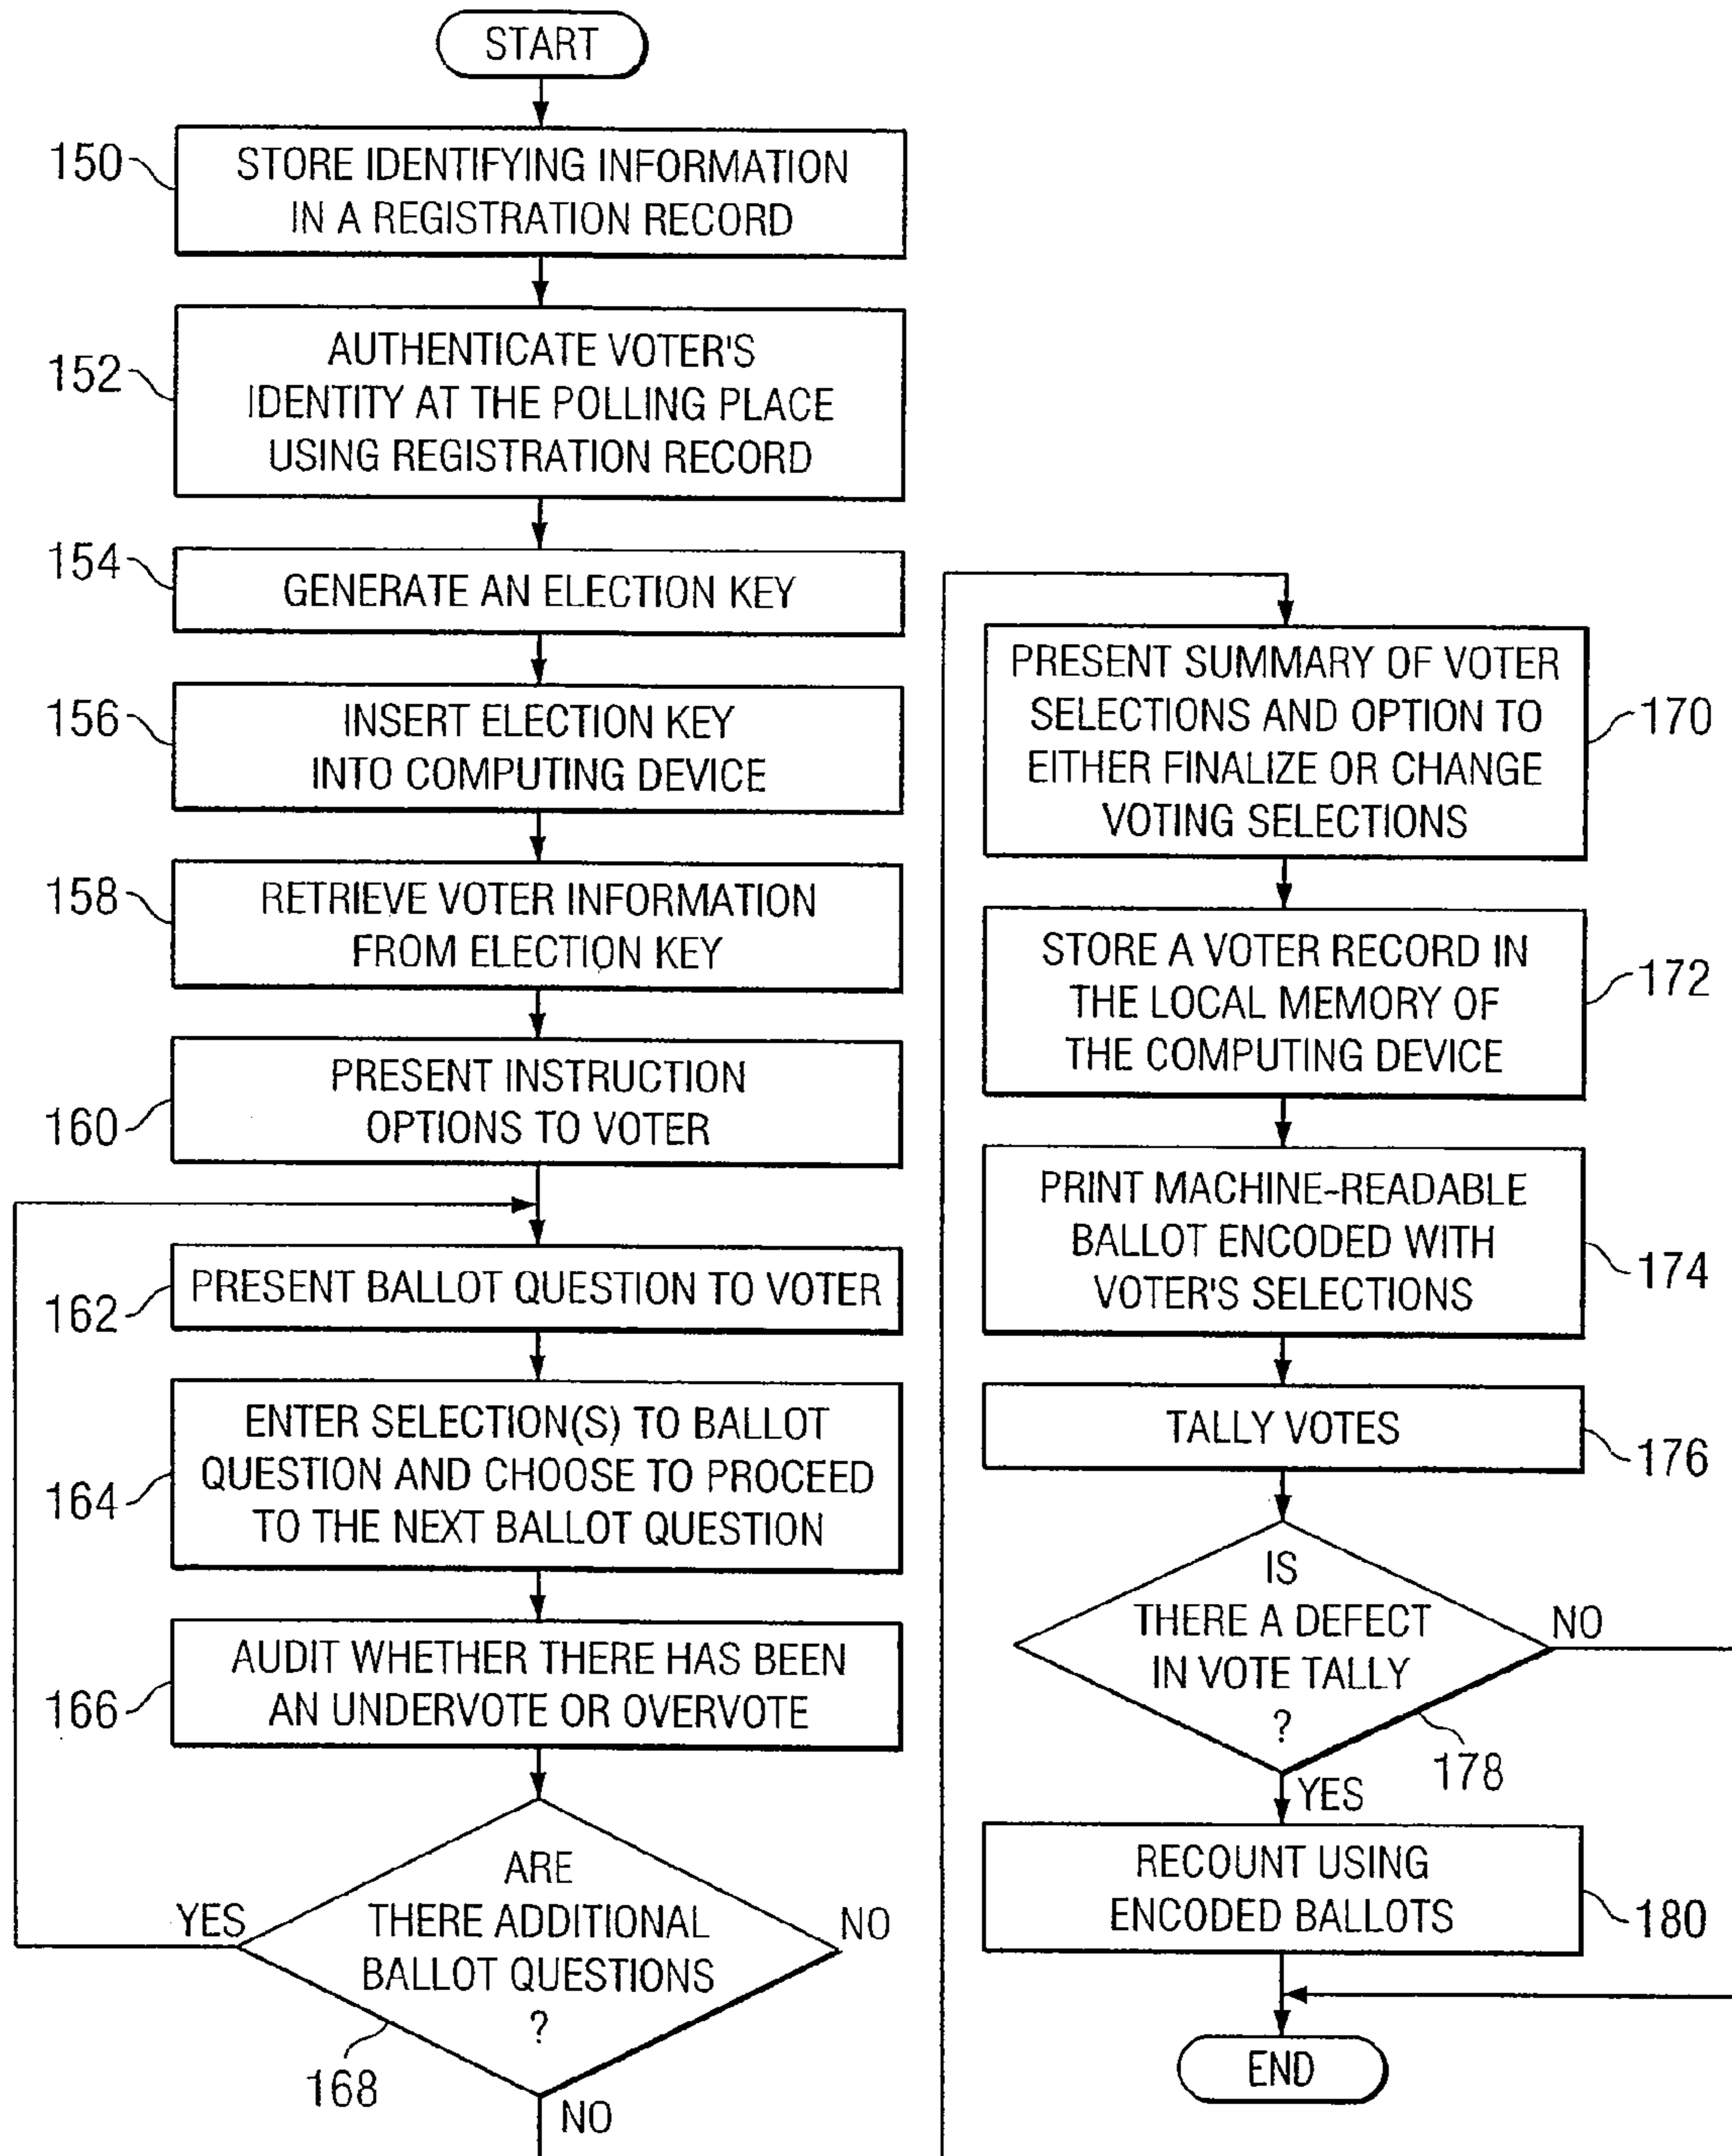 START
150
STORE IDENTIFYING INFORMATION
IN A REGISTRATION RECORD
152
AUTHENTICATE VOTER'S
IDENTITY AT THE POLLING PLACE
USING REGISTRATION RECORD
154
GENERATE AN ELECTION KEY
156
INSERT ELECTION KEY
INTO COMPUTING DEVICE
158
RETRIEVE VOTER INFORMATION
FROM ELECTION KEY
160
PRESENT INSTRUCTION
OPTIONS TO VOTER
162
PRESENT BALLOT QUESTION TO VOTER
164
ENTER SELECTION(S) TO BALLOT
QUESTION AND CHOOSE TO PROCEED
TO THE NEXT BALLOT QUESTION
166
AUDIT WHETHER THERE HAS BEEN
AN UNDERVOTE OR OVERVOTE
YES
ARE
THERE ADDITIONAL
BALLOT QUESTIONS
?
NO
168
NO
PRESENT SUMMARY OF VOTER
SELECTIONS AND OPTION TO
EITHER FINALIZE OR CHANGE
VOTING SELECTIONS
170
STORE A VOTER RECORD IN
THE LOCAL MEMORY OF
THE COMPUTING DEVICE
172
PRINT MACHINE-READABLE
BALLOT ENCODED WITH
VOTER'S SELECTIONS
174
TALLY VOTES
176
IS
THERE A DEFECT
IN VOTE TALLY
?
NO
178
YES
RECOUNT USING
ENCODED BALLOTS
180
END